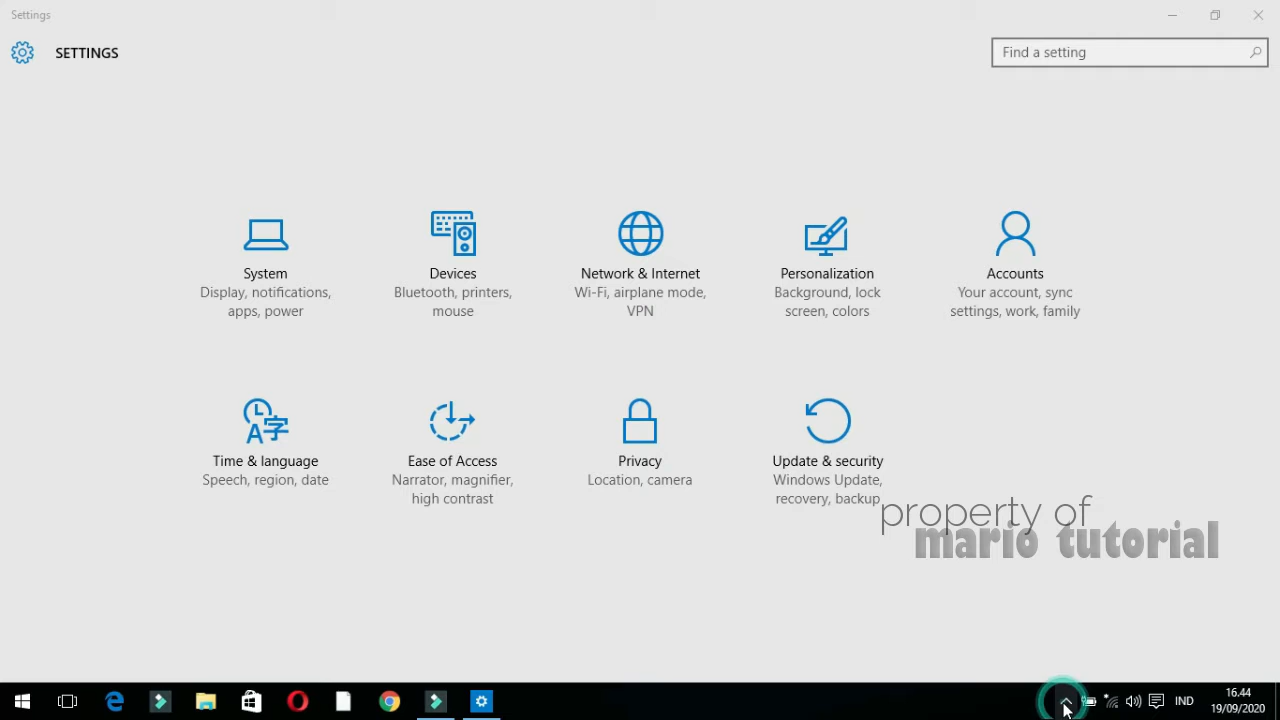 Settings
SETTINGS
Find a setting
System
Display, notifications,
apps, power
Devices
Bluetooth, printers,
mouse
Network & Internet
Wi-Fi, airplane mode,
VPN
Personalization
Background, lock
screen, colors
Accounts
Your account, sync
settings, work, family
Time & language
Speech, region, date
Ease of Access
Narrator, magnifier,
high contrast
Privacy
Location, camera
Update & security
Windows Update,
recovery, backup
property of
mario tutorial
IND
16.44
19/09/2020